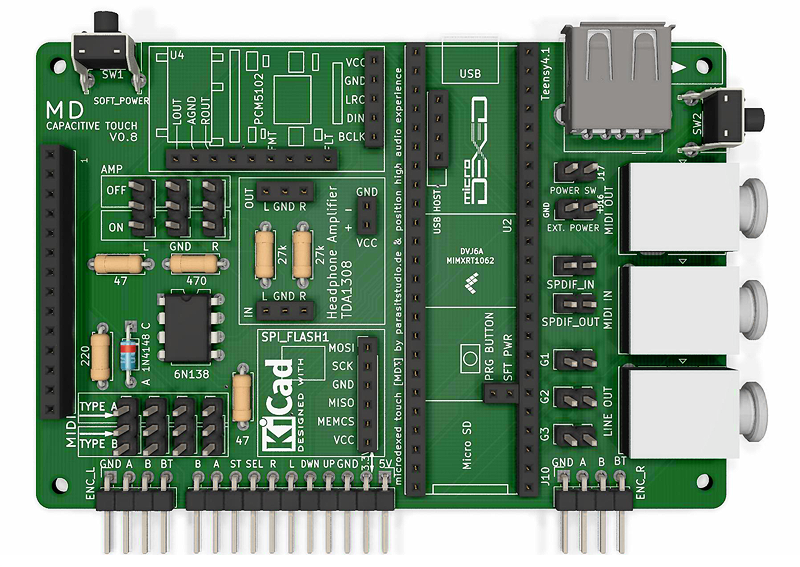 SW1
SOFT_POWER
MD
CAPACITIVE TOUCH
V0.8
1
U4
LOUT
AGND
ROUT
PCM5102
VCC
GND
LRC
DIN
BCLK
FMT
FLT
AMP
OFF
ON
L GND R
OUT
L GND R
GND
- +
VCC
27k
27k
IN
L GND R
Headphone Amplifier
TDA1308
47
470
220
A 1N4148 C
6N138
47
SPI_FLASH1
MOSI
SCK
GND
MISO
MEMCS
VCC
KiCad
DESIGNED WITH
MIDI
TYPE A
TYPE B
ENC_L
GND A B BT
B A ST SEL R L DWN UP GND 5V
microdexed touch [MD3] by parasitstudio.de & position high audio experience
USB
Teensy4.1
micro
DEXED
USB HOST
U2
DVJ6A
MIMXRT1062
PRG BUTTON
SFT PWR
Micro SD
SW2
POWER SW
GND
EXT. POWER
MIDI OUT
SPDIF_IN
SPDIF_OUT
MIDI IN
G1
G2
G3
LINE OUT
J10
GND A B BT
ENC_R